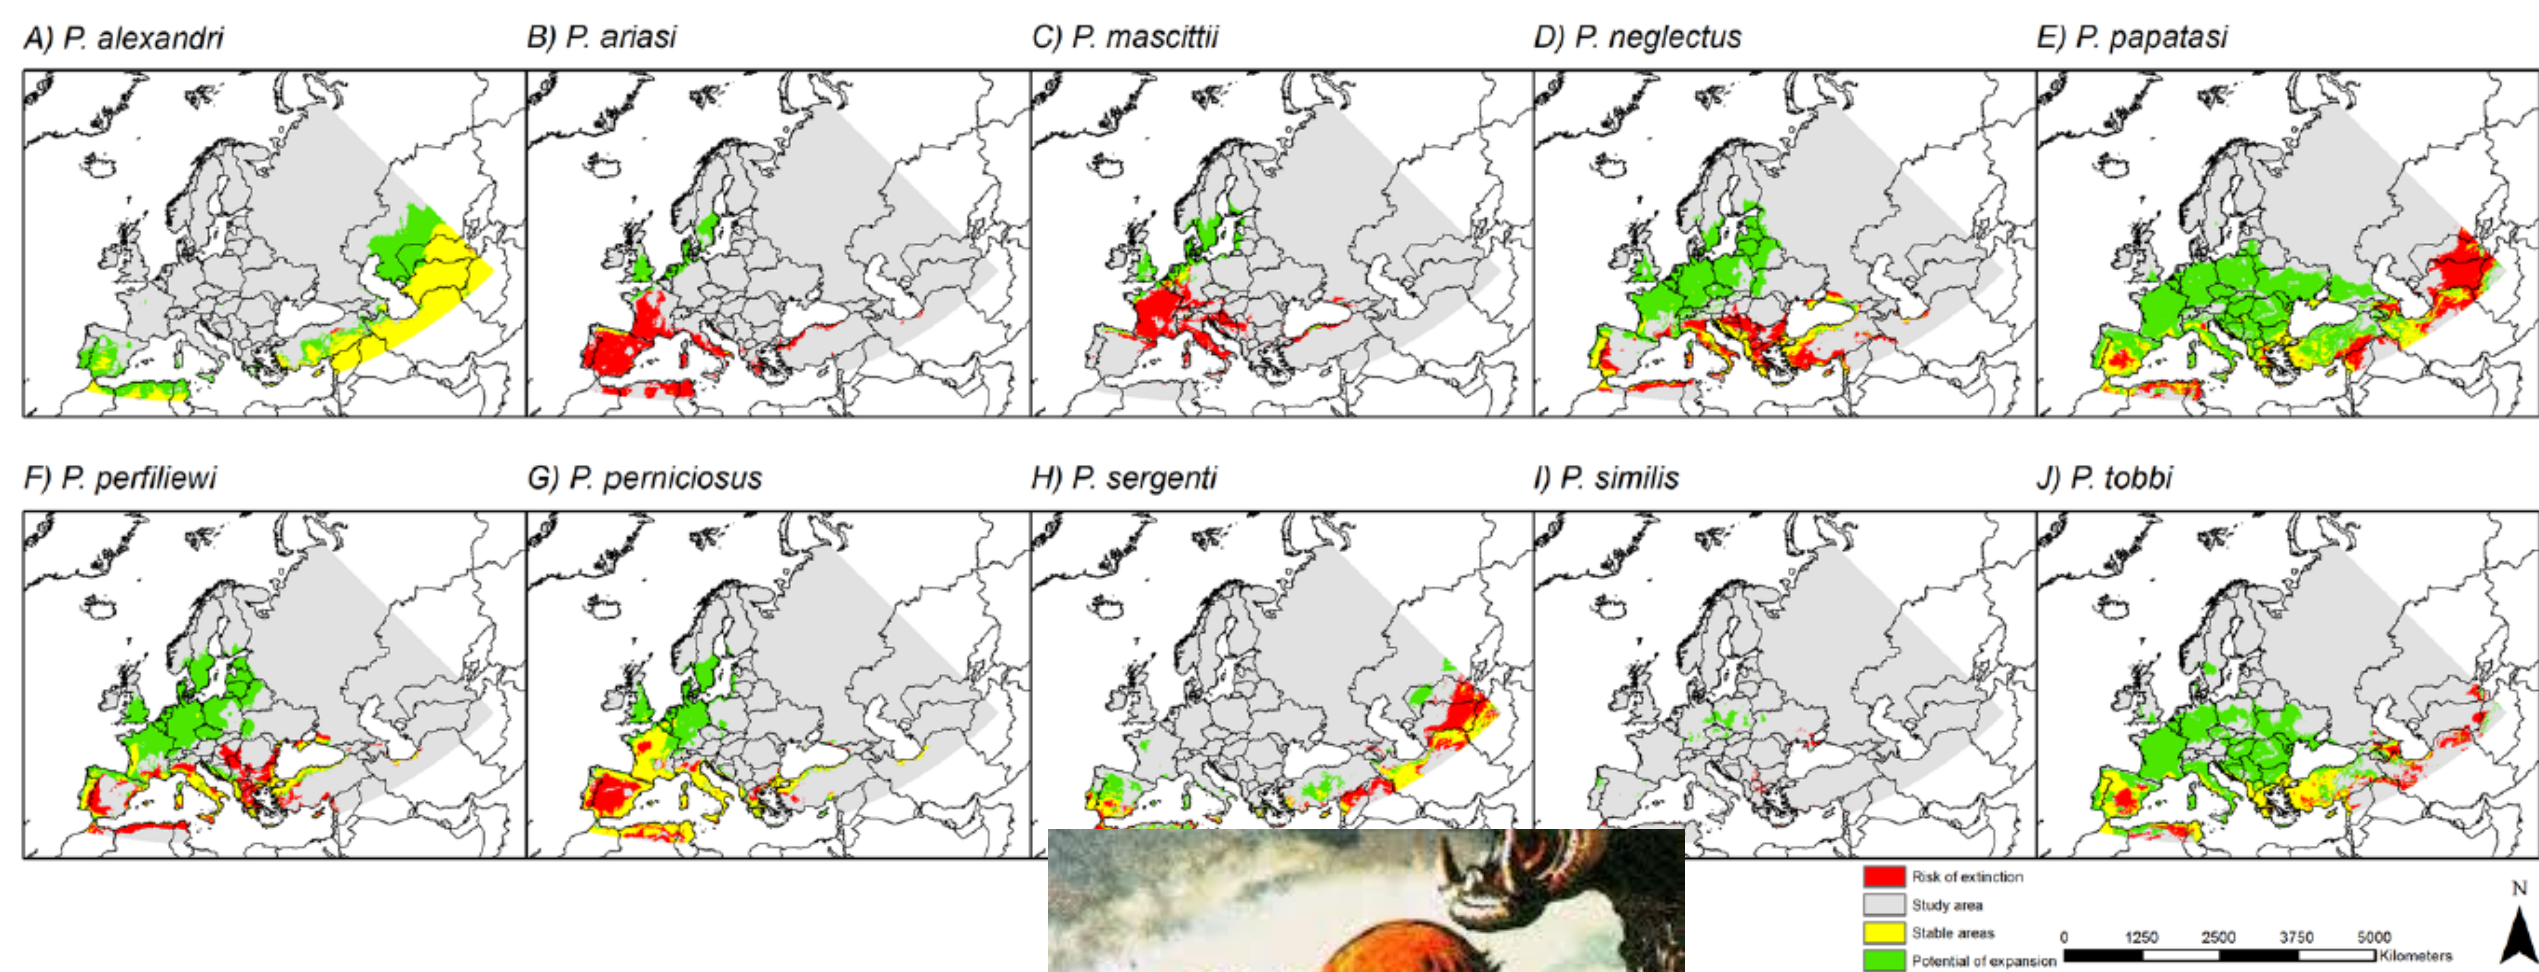 A) P. alexandri
B) P. ariasi
C) P. mascittii
D) P. neglectus
E) P. papatasi
F) P. perfiliewi
G) P. perniciosus
H) P. sergenti
I) P. similis
J) P. tobbi
Risk of extinction
Study area
Stable areas
Potential of expansion
0 1250 2500 3750 5000
Kilometers
N